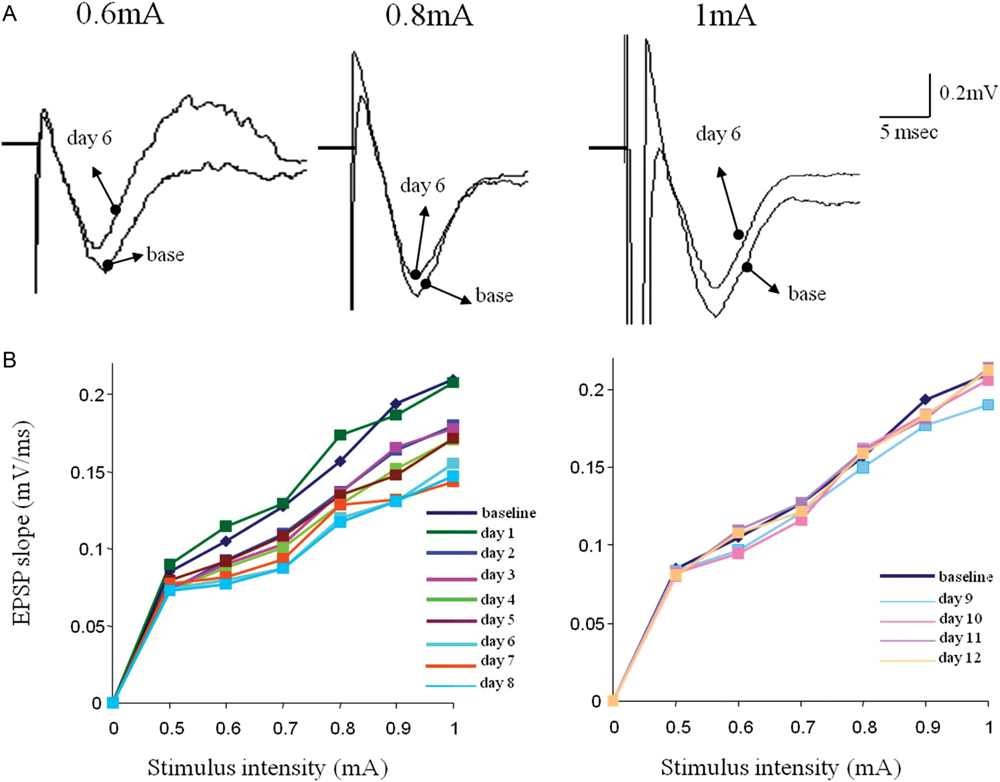 A
0.6mA
0.8mA
1mA
0.2mV
5 msec
day 6
base
day 6
base
day 6
base
B
EPSP slope (mV/ms)
0.2
0.15
0.1
0.05
0
0 0.5 0.6 0.7 0.8 0.9 1
Stimulus intensity (mA)
baseline
day 1
day 2
day 3
day 4
day 5
day 6
day 7
day 8
0.2
0.15
0.1
0.05
0
0 0.5 0.6 0.7 0.8 0.9 1
Stimulus intensity (mA)
baseline
day 9
day 10
day 11
day 12